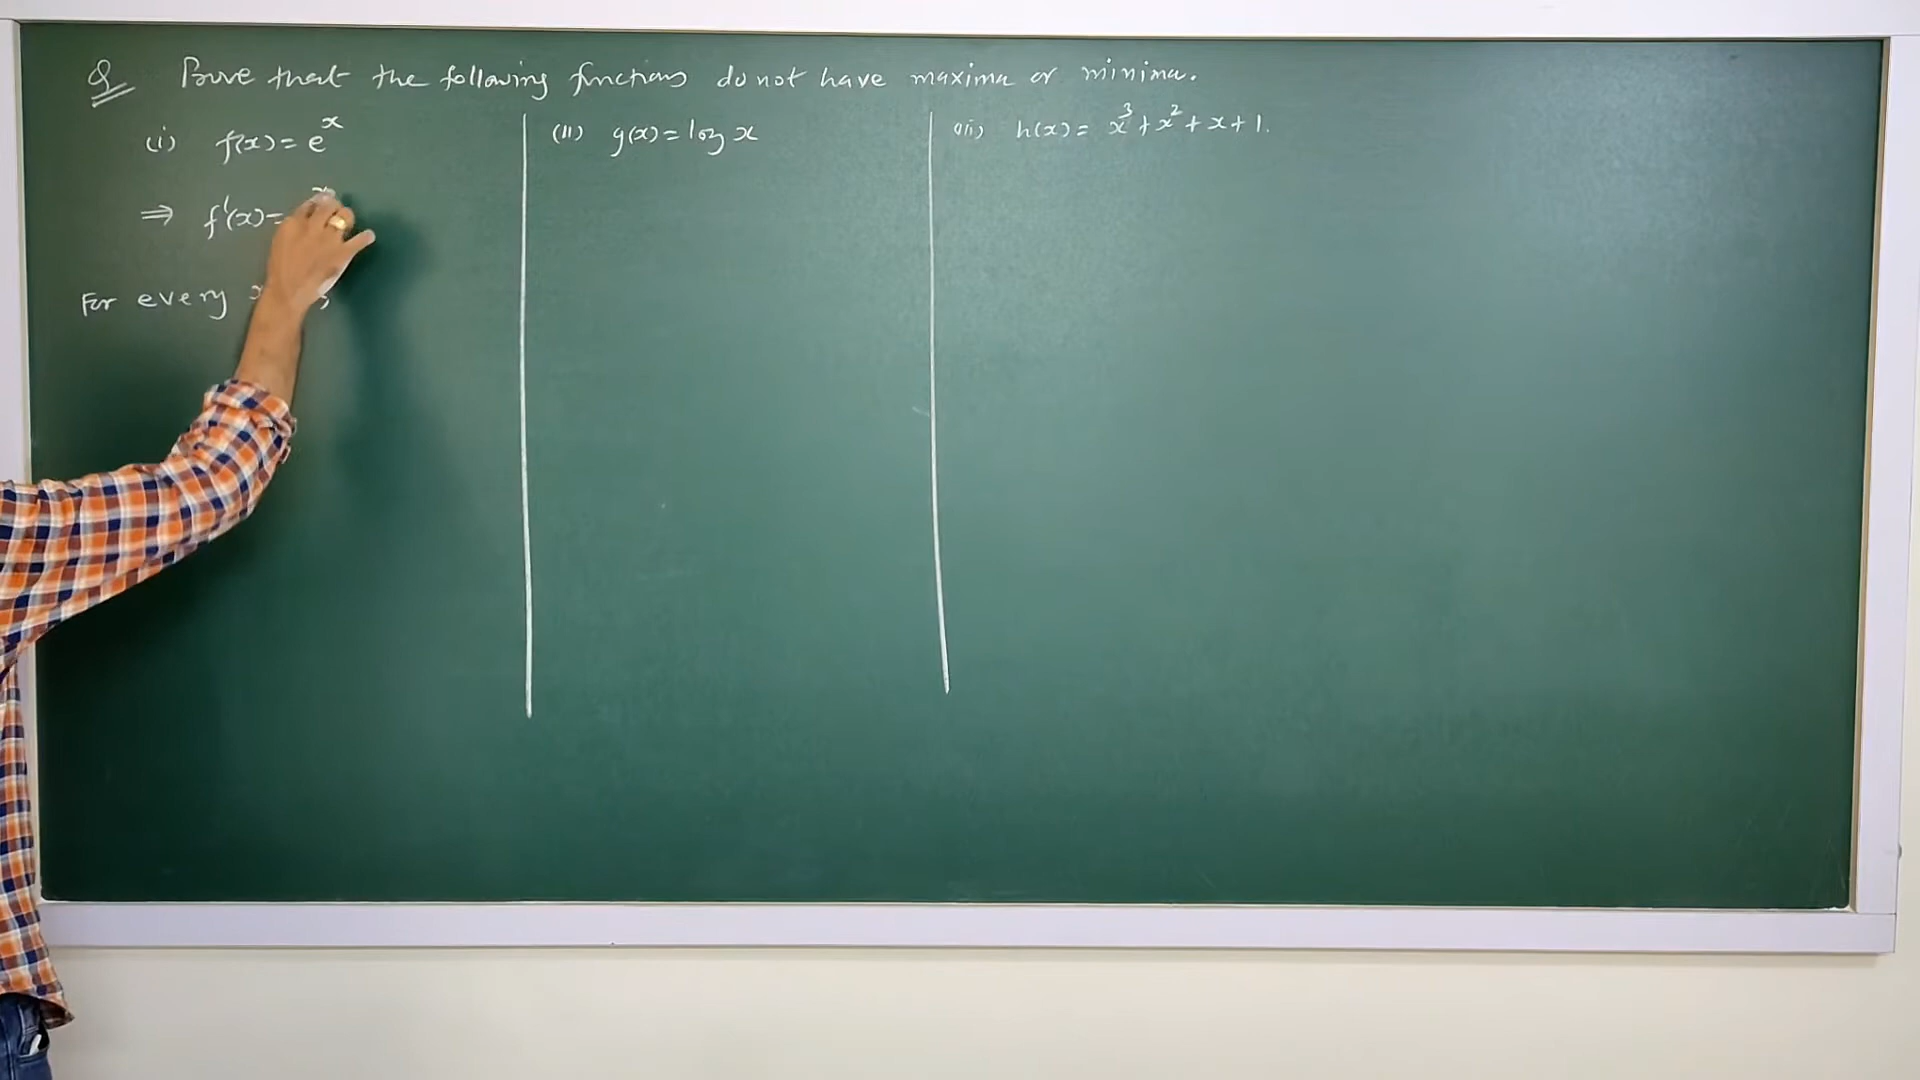 Q Prove that the following functions do not have maxima or minima.
(i) f(x) = e^x
⇒ f'(x) =
For every
(ii) g(x) = log x
(iii) h(x) = x^3 + x^2 + x + 1.